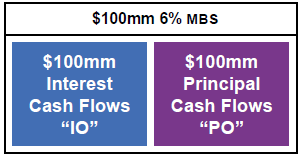 $100mm 6% MBS
$100mm
Interest
Cash Flows
“IO”
$100mm
Principal
Cash Flows
“PO”